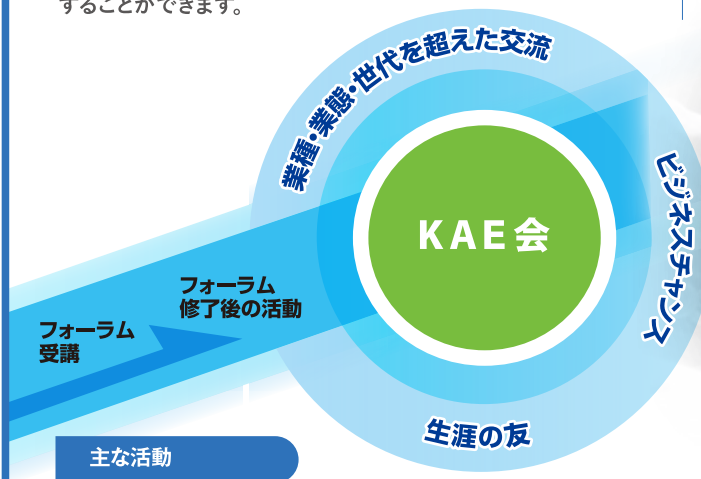 することができます。
業種・業態・世代を超えた交流
ビジネスチャンス
KAE会
フォーラム
修了後の活動
フォーラム
受講
生涯の友
主な活動